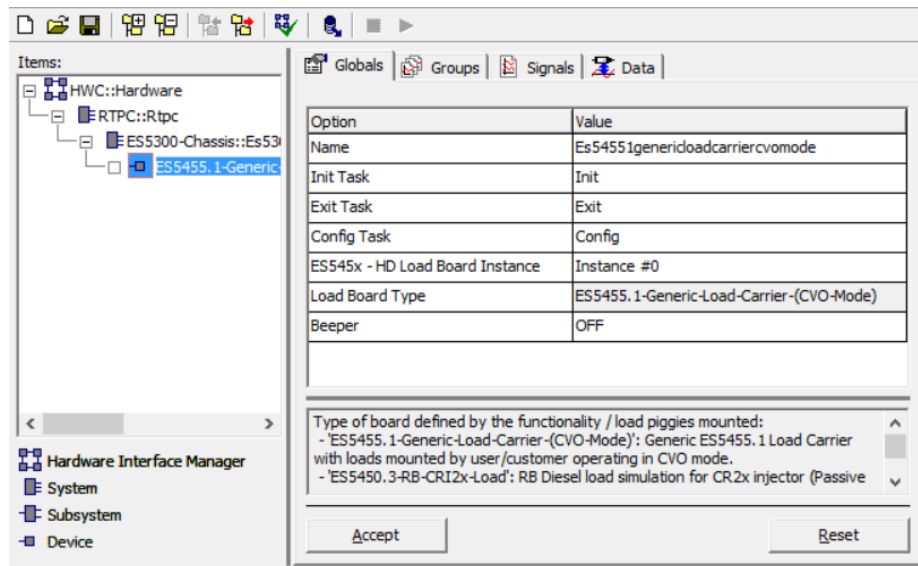 Items:
HWC::Hardware
RTPC::Rtpc
ES5300-Chassis::Es53
ES5455.1-Generic-
Hardware Interface Manager
System
Subsystem
Device
Globals Groups Signals Data
Option Value
Name Es54551genericloadcarriercvomode
Init Task Init
Exit Task Exit
Config Task Config
ES545x - HD Load Board Instance Instance #0
Load Board Type ES5455.1-Generic-Load-Carrier-(CVO-Mode)
Beeper OFF
Type of board defined by the functionality / load piggies mounted:
- 'ES5455.1-Generic-Load-Carrier-(CVO-Mode)': Generic ES5455.1 Load Carrier
with loads mounted by user/customer operating in CVO mode.
- 'ES5450.3-RB-CRI2x-Load': RB Diesel load simulation for CR2x injector (Passive
Accept Reset